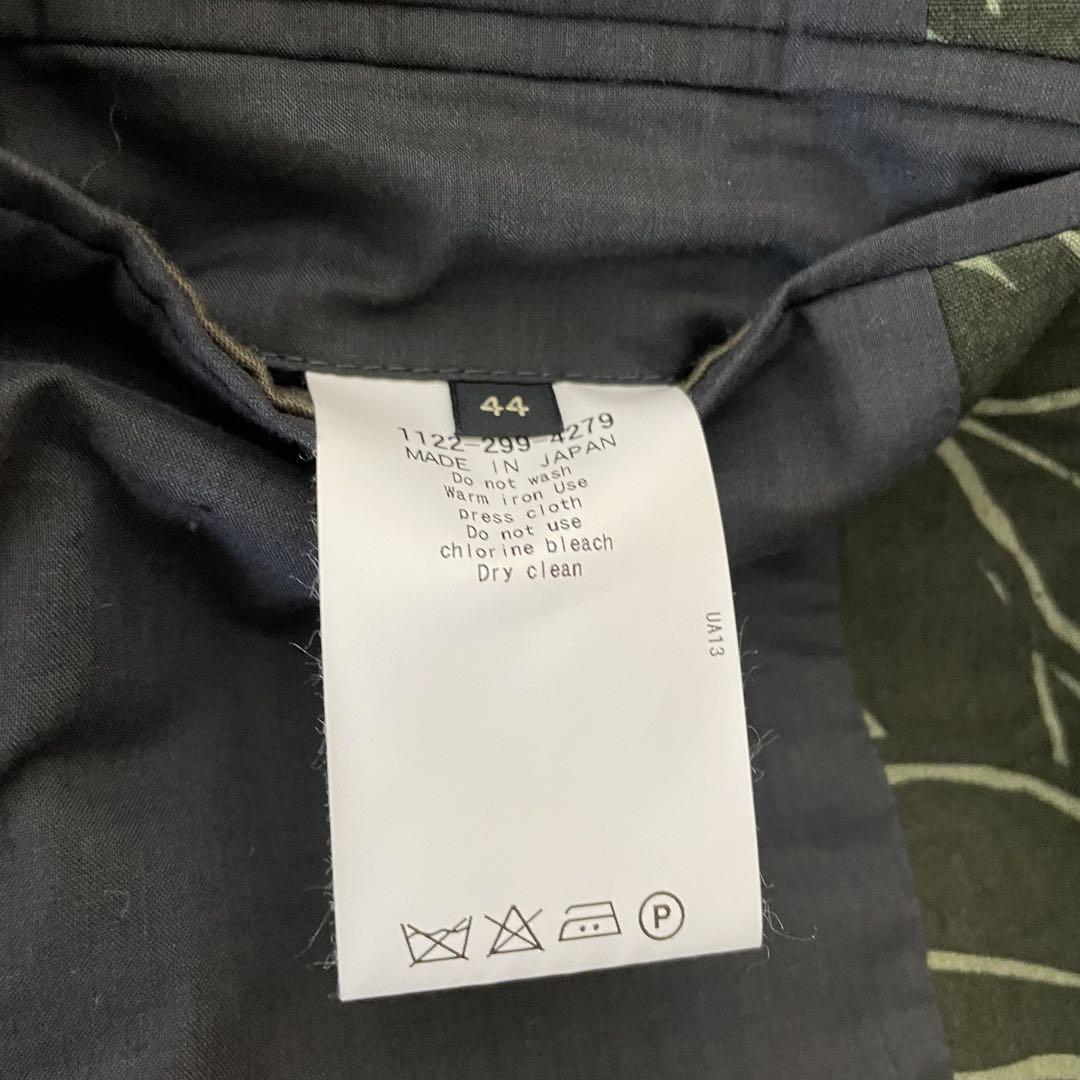 44
1122-299-4279
MADE IN JAPAN
Do not wash
Warm iron Use
press cloth
Do not use
chlorine bleach
Dry clean
UA13
P